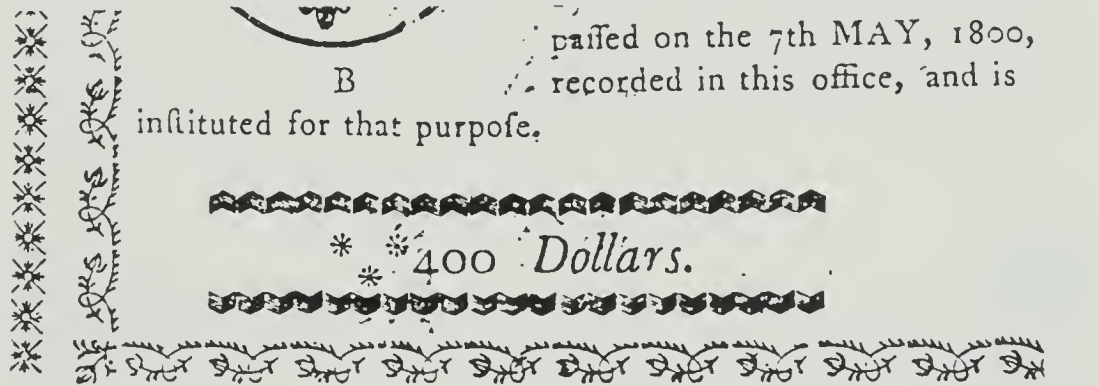 paſſed on the 7th MAY, 1800,
B
recorded in this office, and is
inſtituted for that purpoſe.
400 Dollars.